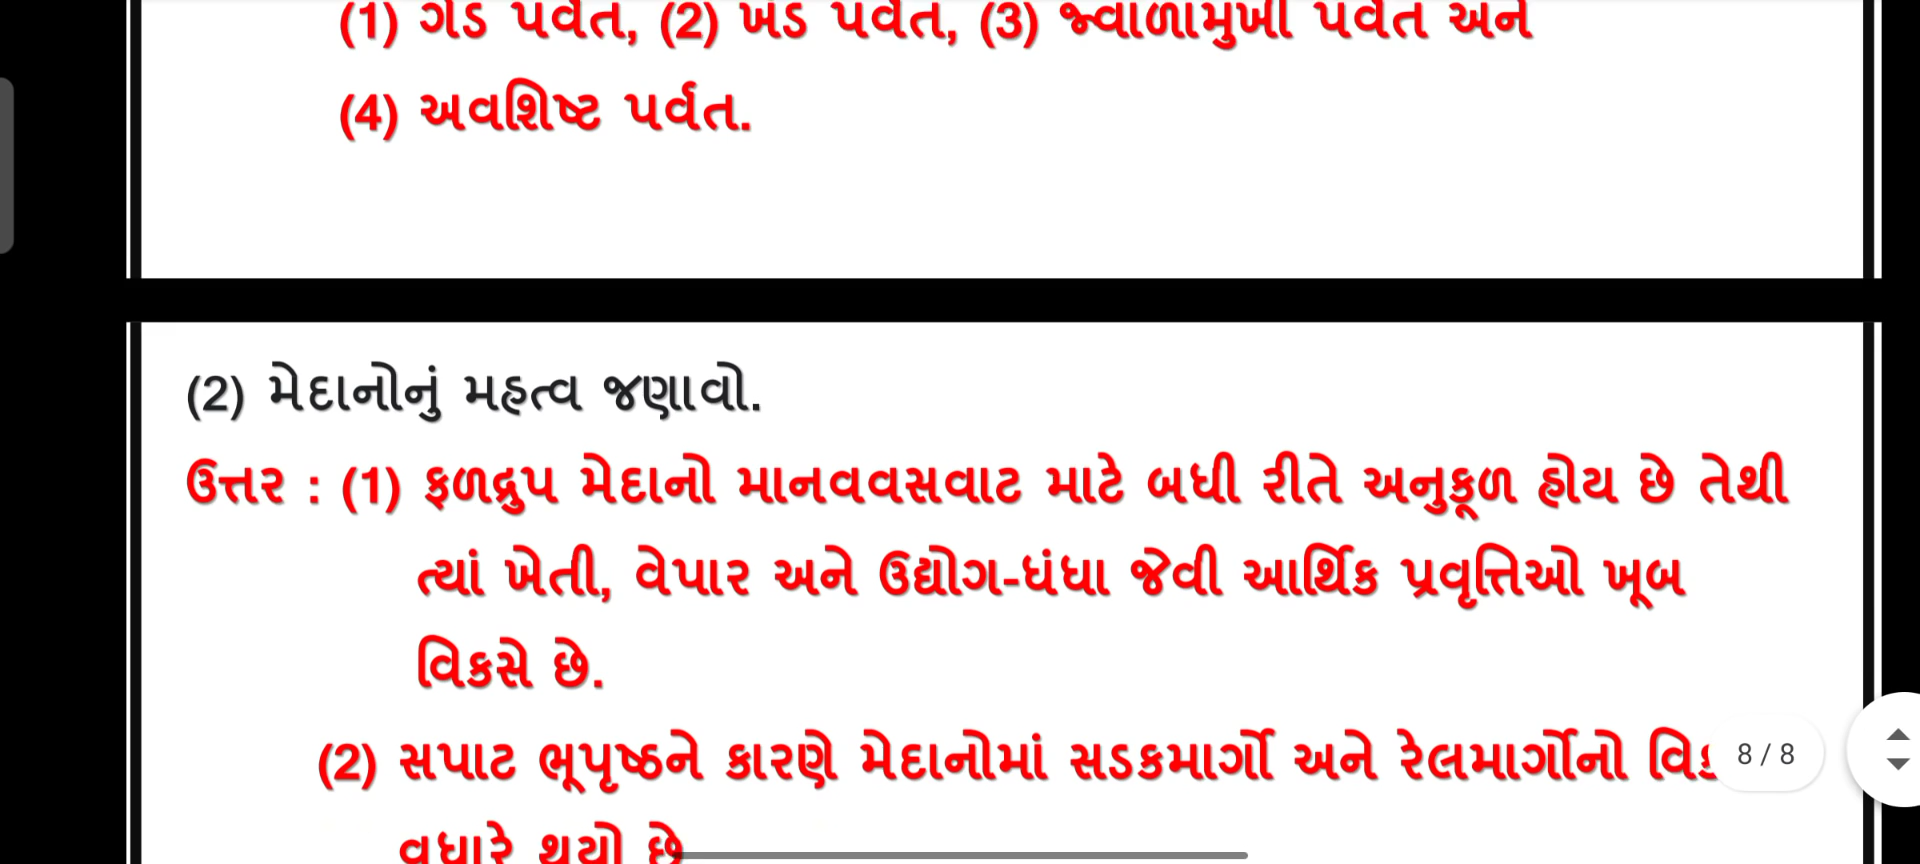 (1) ગેડ પર્વત, (2) ખંડ પર્વત, (3) જ્વાળામુખી પર્વત અને
(4) અવશિષ્ટ પર્વત.
(2) મેદાનોનું મહત્વ જણાવો.
ઉત્તર : (1) ફળદ્રુપ મેદાનો માનવવસવાટ માટે બધી રીતે અનુકૂળ હોય છે તેથી
ત્યાં ખેતી, વેપાર અને ઉદ્યોગ-ધંધા જેવી આર્થિક પ્રવૃત્તિઓ ખૂબ
વિકસે છે.
(2) સપાટ ભૂપૃષ્ઠને કારણે મેદાનોમાં સડકમાર્ગો અને રેલમાર્ગોનો
8 / 8
વધારે થયો છે